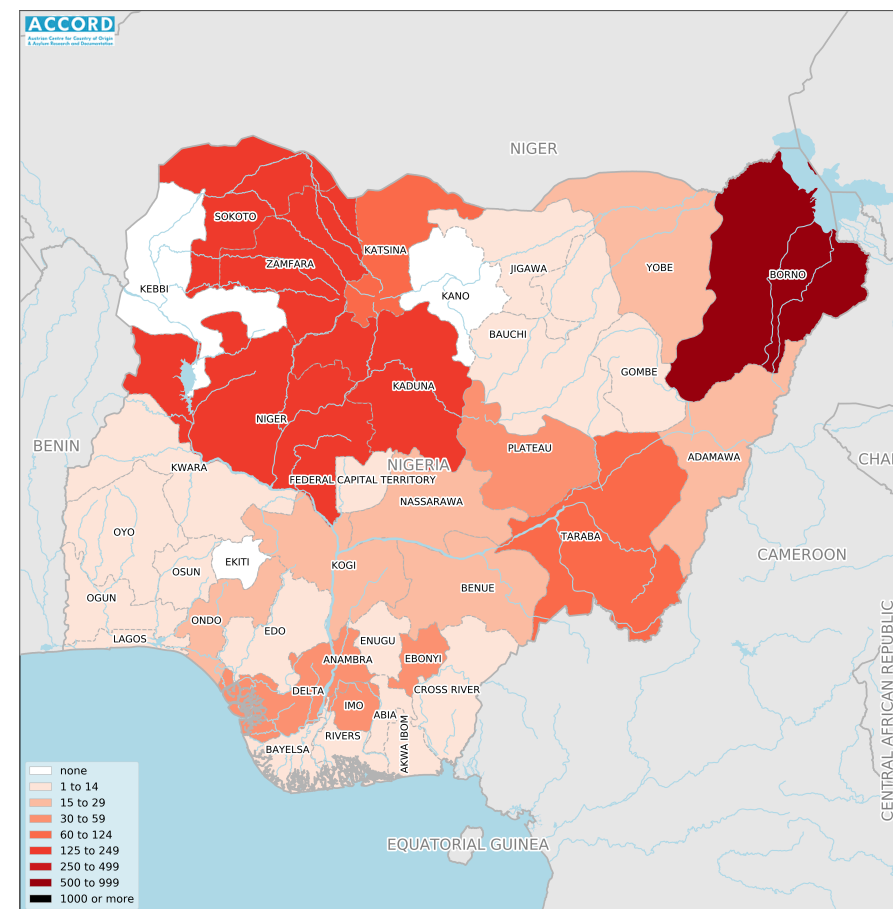 ACCORD
Austrian Centre for Country of Origin
& Asylum Research and Documentation
NIGER
SOKOTO
KATSINA
ZAMFARA
JIGAWA
YOBE
BORNO
KEBBI
KANO
BAUCHI
GOMBE
KADUNA
NIGER
BENIN
PLATEAU
ADAMAWA
CHA
KWARA
NIGERIA
FEDERAL CAPITAL TERRITORY
NASSARAWA
OYO
TARABA
CAMEROON
EKITI
KOGI
OSUN
BENUE
OGUN
ONDO
EDO
LAGOS
ENUGU
ANAMBRA
EBONYI
DELTA
CROSS RIVER
IMO
ABIA
RIVERS
AKWA IBOM
BAYELSA
CENTRAL AFRICAN REPUBLIC
EQUATORIAL GUINEA
none
1 to 14
15 to 29
30 to 59
60 to 124
125 to 249
250 to 499
500 to 999
1000 or more